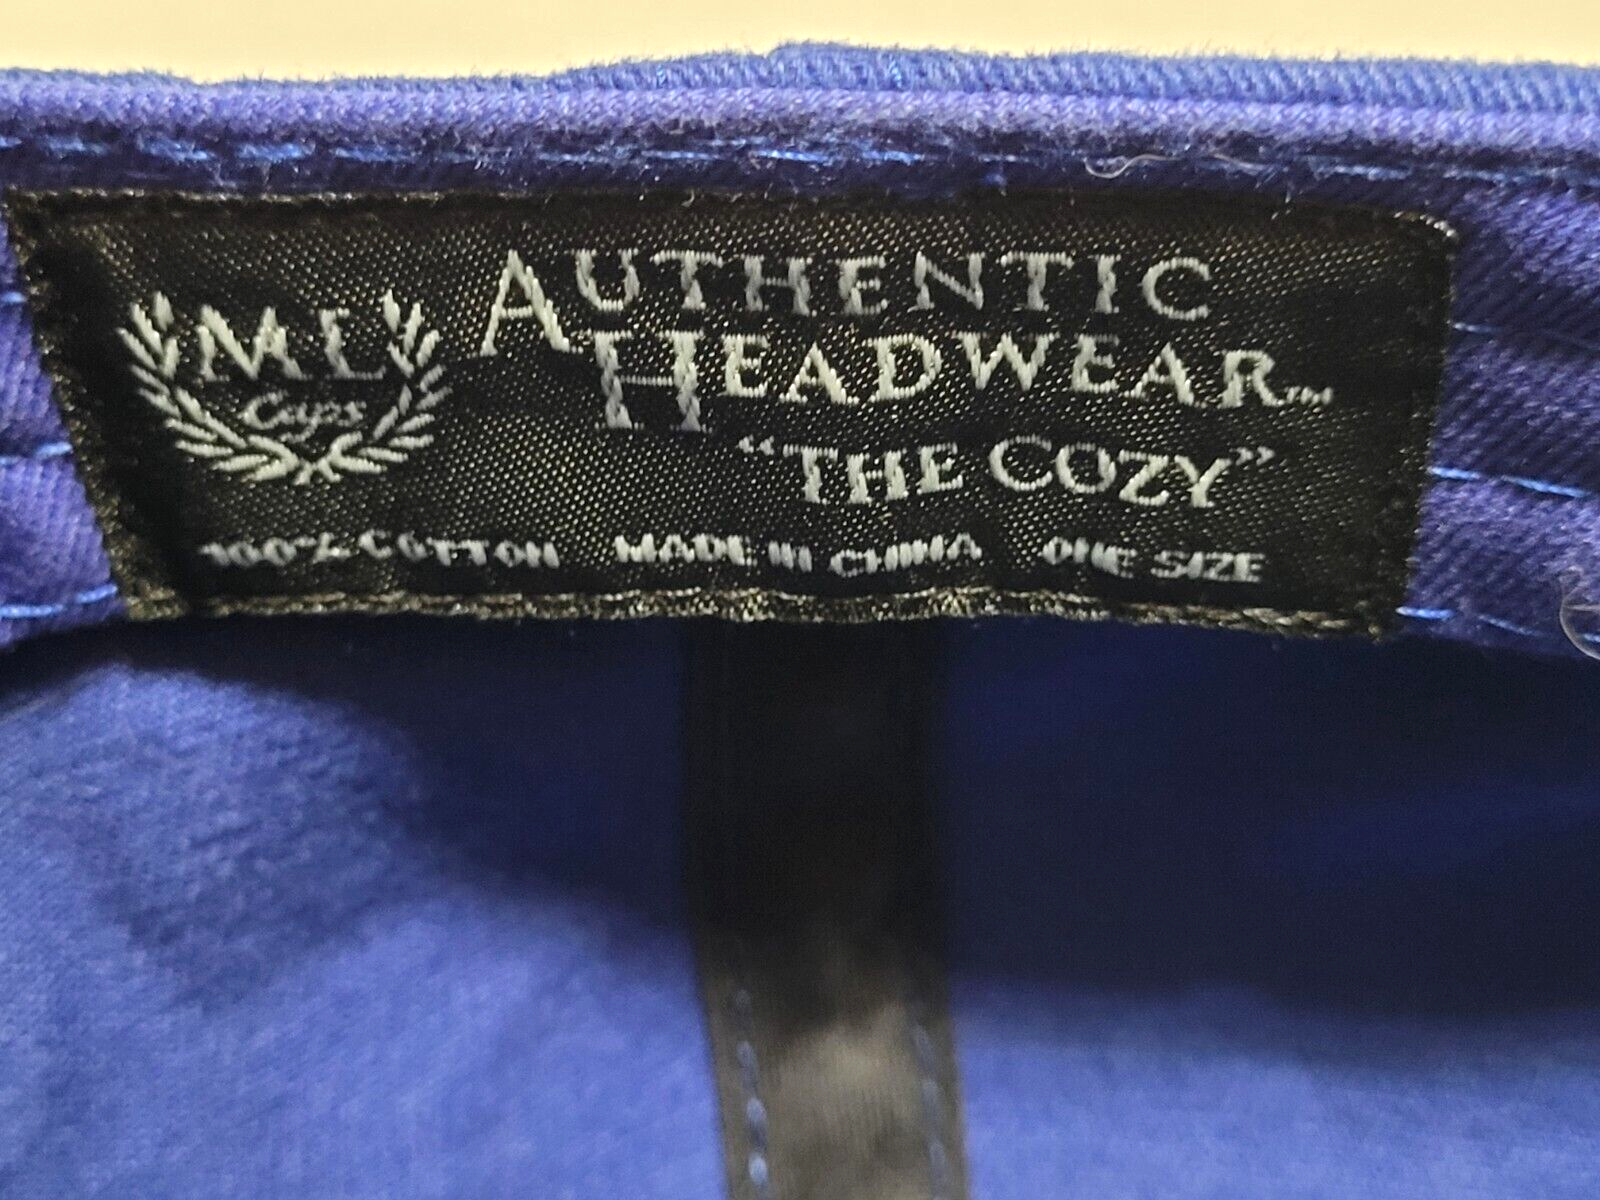 ML
Caps
AUTHENTIC
HEADWEAR™
"THE COZY"
100% COTTON MADE IN CHINA ONE SIZE